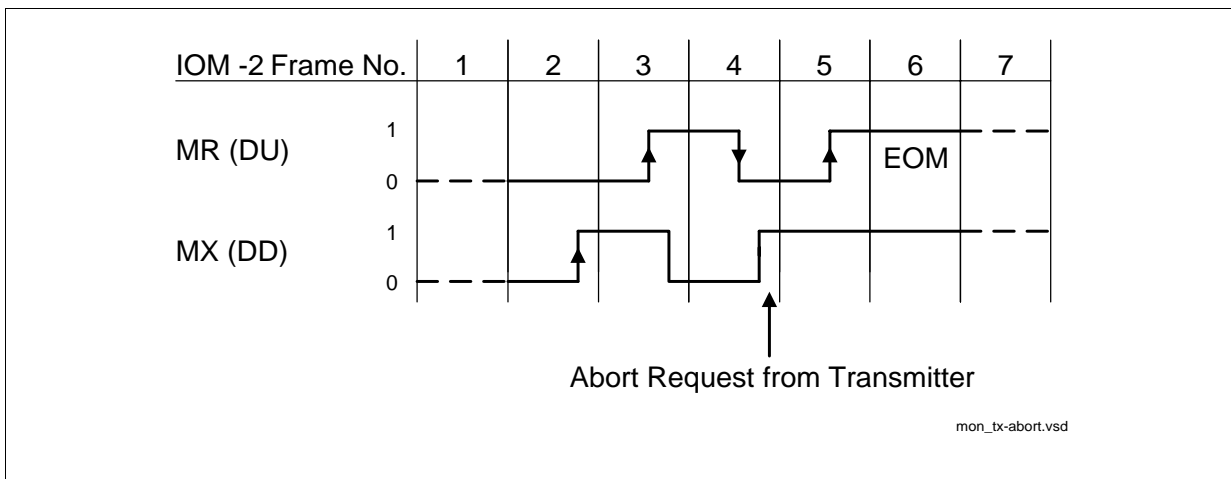 IOM -2 Frame No. 1 2 3 4 5 6 7
1
MR (DU)
EOM
0
1
MX (DD)
0
Abort Request from Transmitter
mon_tx-abort.vsd